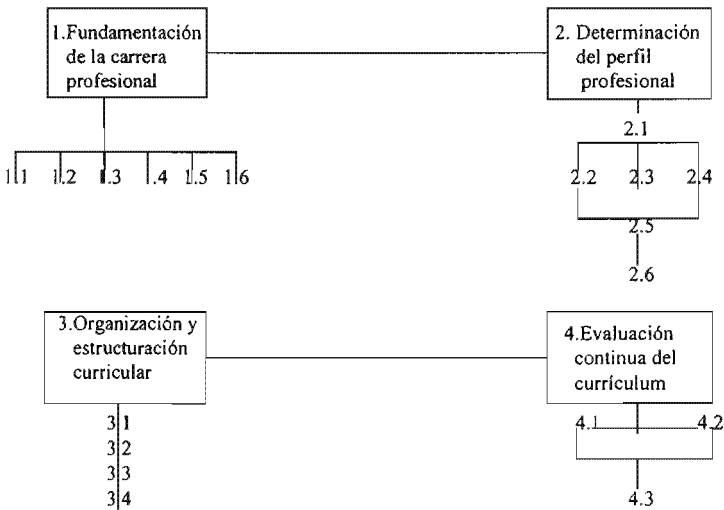 1.Fundamentación
de la carrera
profesional
2. Determinación
del perfil
profesional
2.1
1.1 1.2 1.3 1.4 1.5 1.6
2.2 2.3 2.4
2.5
2.6
3.Organización y
estructuración
curricular
4.Evaluación
continua del
currículum
3.1
3.2
3.3
3.4
4.1 4.2
4.3